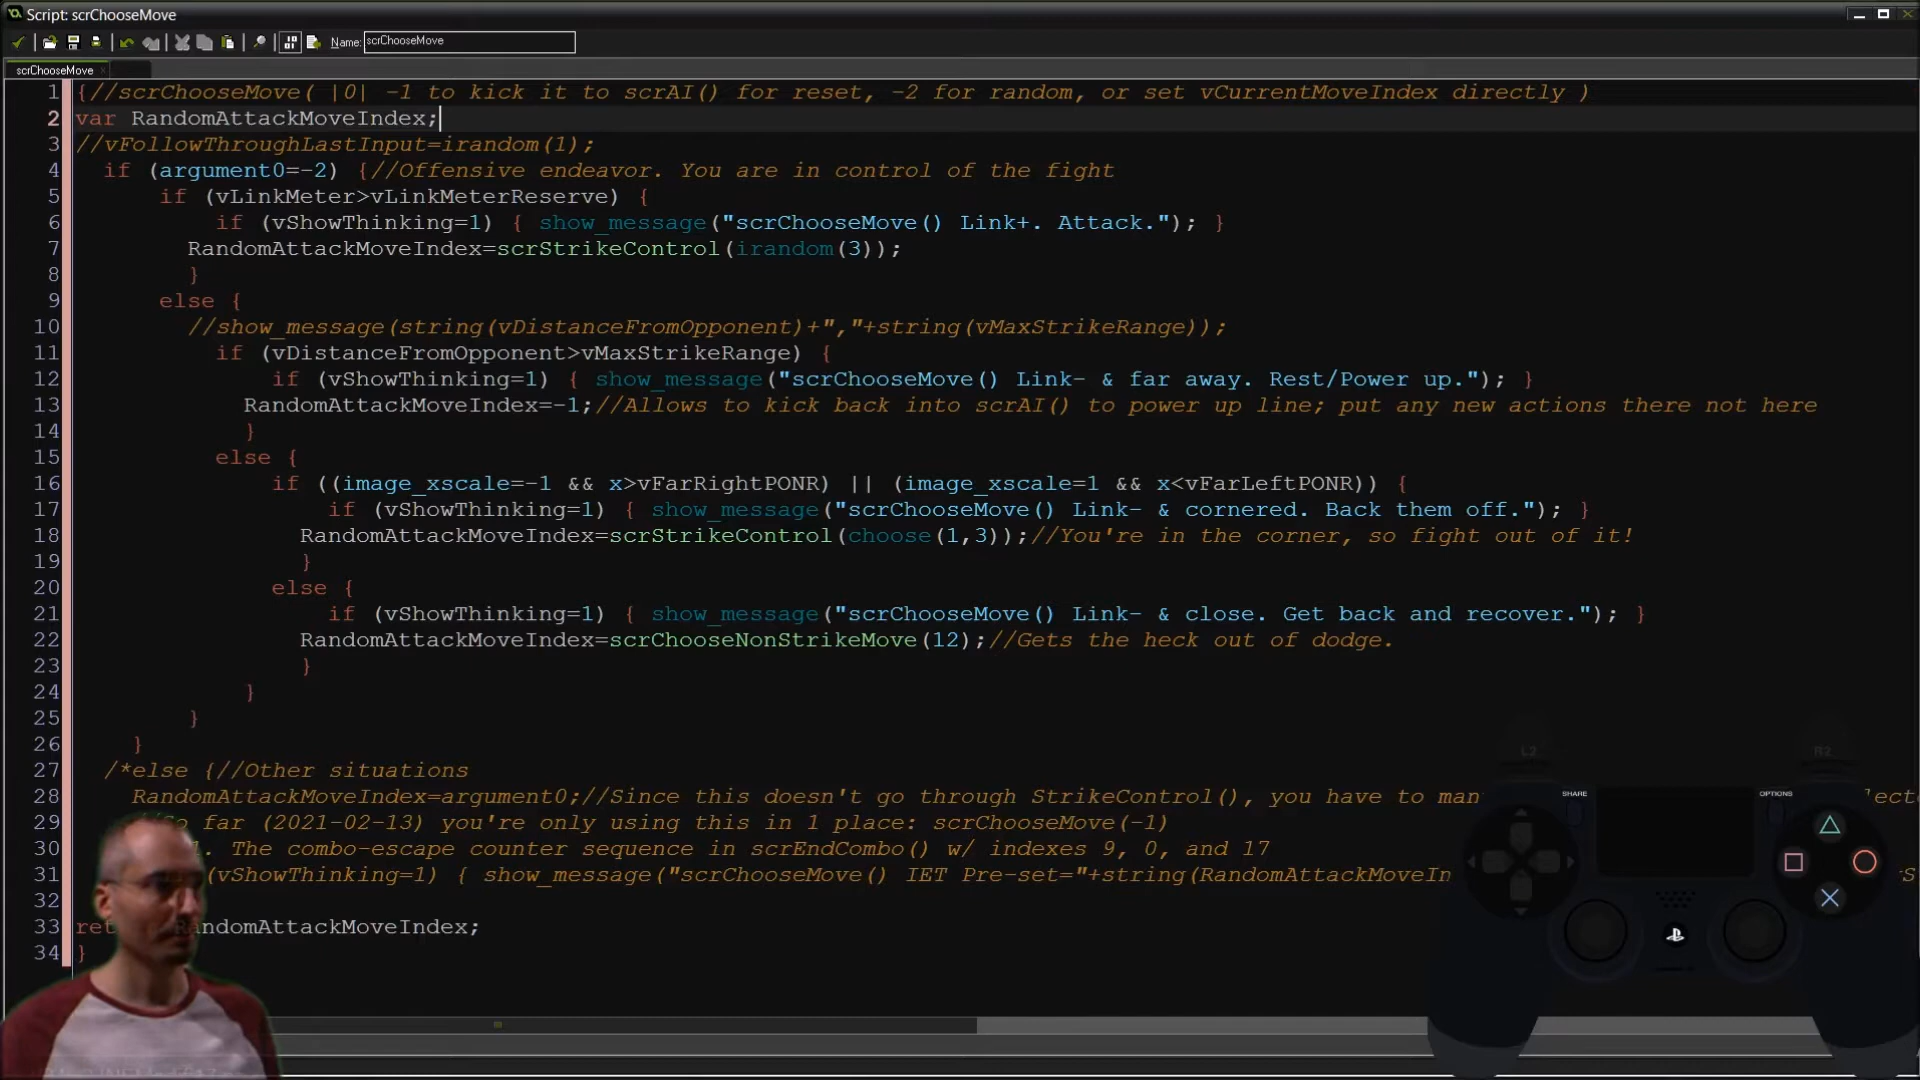 Script: scrChooseMove
Name: scrChooseMove
scrChooseMove
1 {//scrChooseMove( |0| -1 to kick it to scrAI() for reset, -2 for random, or set vCurrentMoveIndex directly )
2 var RandomAttackMoveIndex;
3 //vFollowThroughLastInput=irandom(1);
4 if (argument0=-2) {//Offensive endeavor. You are in control of the fight
5 if (vLinkMeter>vLinkMeterReserve) {
6 if (vShowThinking=1) { show_message("scrChooseMove() Link+. Attack."); }
7 RandomAttackMoveIndex=scrStrikeControl(irandom(3));
8 }
9 else {
10 //show_message(string(vDistanceFromOpponent)+","+string(vMaxStrikeRange));
11 if (vDistanceFromOpponent>vMaxStrikeRange) {
12 if (vShowThinking=1) { show_message("scrChooseMove() Link- & far away. Rest/Power up."); }
13 RandomAttackMoveIndex=-1;//Allows to kick back into scrAI() to power up line; put any new actions there not here
14 }
15 else {
16 if ((image_xscale=-1 && x>vFarRightPONR) || (image_xscale=1 && x<vFarLeftPONR)) {
17 if (vShowThinking=1) { show_message("scrChooseMove() Link- & cornered. Back them off."); }
18 RandomAttackMoveIndex=scrStrikeControl(choose(1,3));//You're in the corner, so fight out of it!
19 }
20 else {
21 if (vShowThinking=1) { show_message("scrChooseMove() Link- & close. Get back and recover."); }
22 RandomAttackMoveIndex=scrChooseNonStrikeMove(12);//Gets the heck out of dodge.
23 }
24 }
25 }
26 }
27 /*else {//Other situations
28 RandomAttackMoveIndex=argument0;//Since this doesn't go through StrikeControl(), you have to
29 far (2021-02-13) you're only using this in 1 place: scrChooseMove(-1)
30 The combo-escape counter sequence in scrEndCombo() w/ indexes 9, 0, and 17
31 (vShowThinking=1) { show_message("scrChooseMove() IET Pre-set="+string(RandomAttackMoveIn
32
33 RandomAttackMoveIndex;
34 }
L2
R2
SHARE
OPTIONS